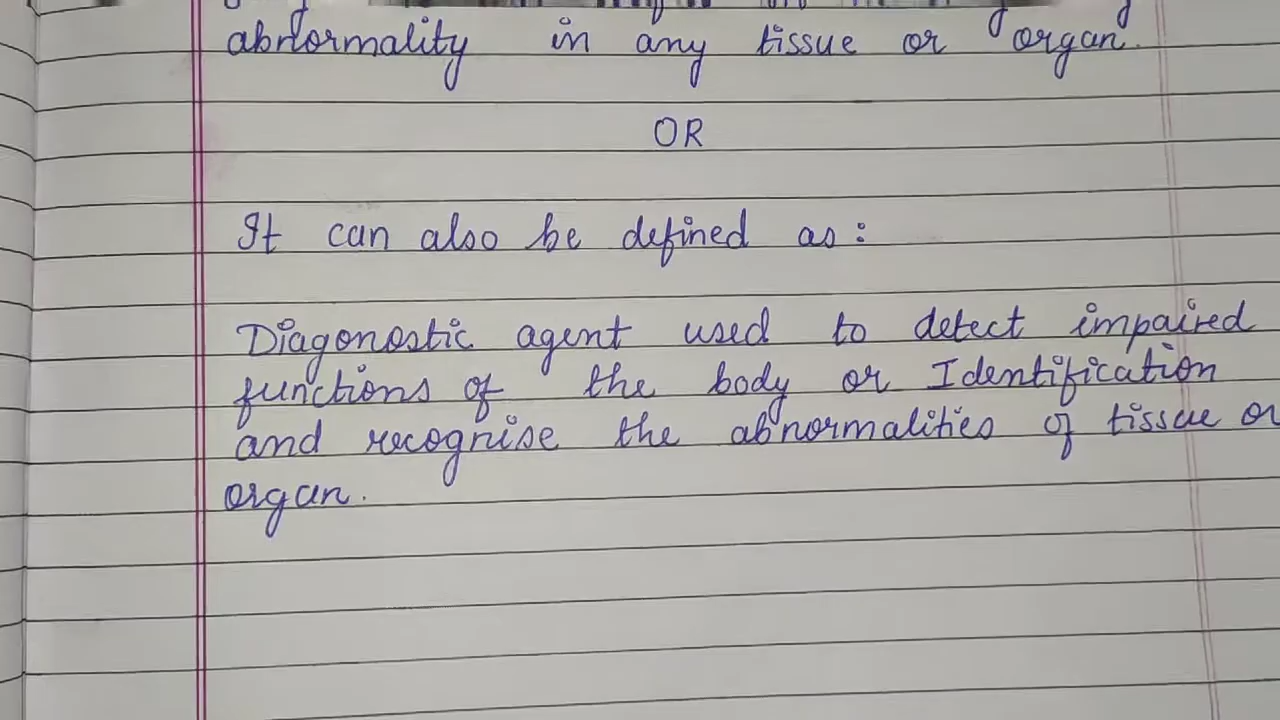 abnormality in any tissue or organ.
OR
It can also be defined as:
Diagonostic agent used to detect impaired
functions of the body or Identification
and recognise the abnormalities of tissue or
organ.